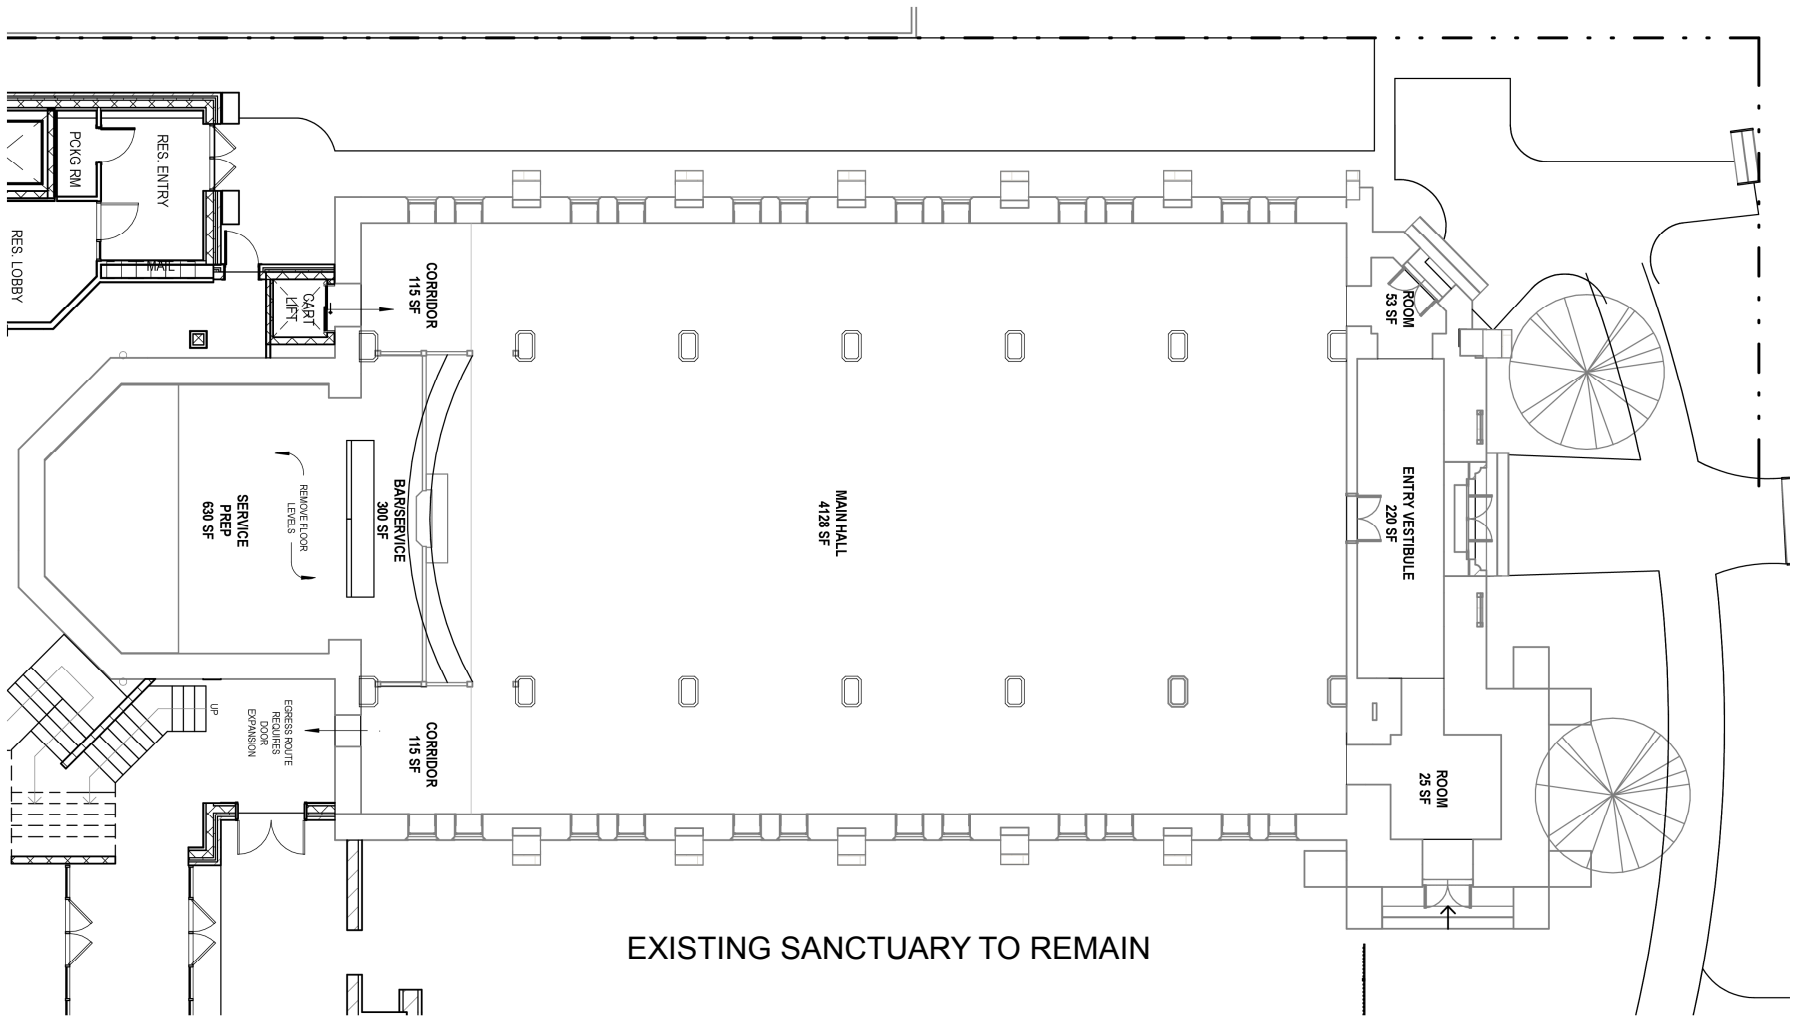 PCKG RM
RES. ENTRY
RES. LOBBY
MAIL
CART
LIFT
CORRIDOR
115 SF
ROOM
53 SF
SERVICE
PREP
630 SF
REMOVE FLOOR
LEVELS
BAR/SERVICE
300 SF
MAIN HALL
4128 SF
ENTRY VESTIBULE
220 SF
UP
EGRESS ROUTE
REQUIRES
DOOR
EXPANSION
CORRIDOR
115 SF
ROOM
25 SF
EXISTING SANCTUARY TO REMAIN